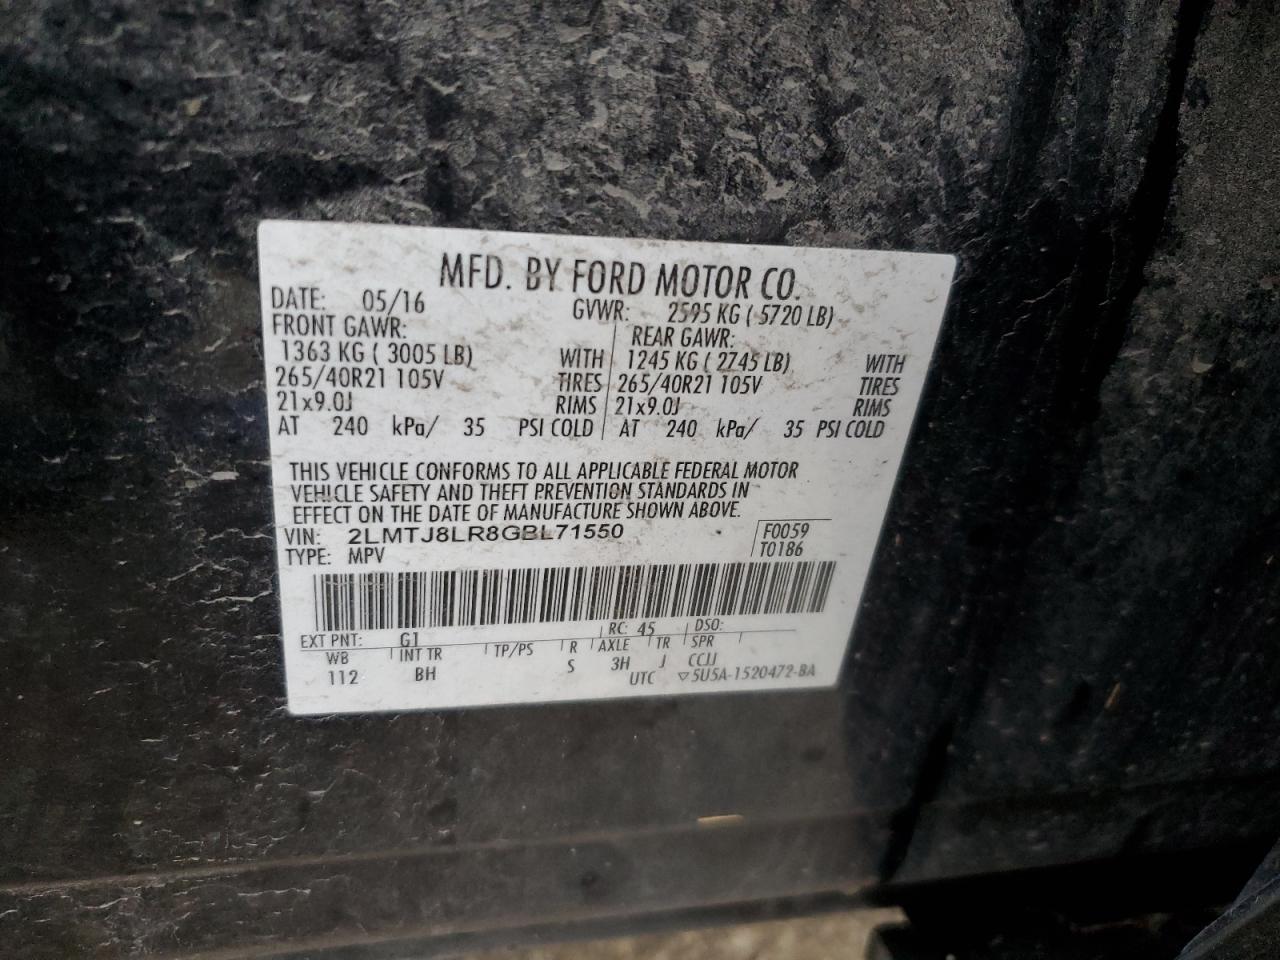 MFD. BY FORD MOTOR CO.
DATE: 05/16 GVWR: 2595 KG ( 5720 LB)
FRONT GAWR: REAR GAWR:
1363 KG ( 3005 LB) WITH 1245 KG ( 2745 LB) WITH
265/40R21 105V TIRES 265/40R21 105V TIRES
21x9.0J RIMS 21x9.0J RIMS
AT 240 kPa/ 35 PSI COLD AT 240 kPa/ 35 PSI COLD
THIS VEHICLE CONFORMS TO ALL APPLICABLE FEDERAL MOTOR
VEHICLE SAFETY AND THEFT PREVENTION STANDARDS IN
EFFECT ON THE DATE OF MANUFACTURE SHOWN ABOVE.
VIN: 2LMTJ8LR8GBL71550 F0059
TYPE: MPV T0186
EXT PNT: G1 RC: 45 DSO:
WB INT TR TP/PS R AXLE TR SPR
112 BH S 3H J CCJJ
UTC ▽5U5A-1520472-BA